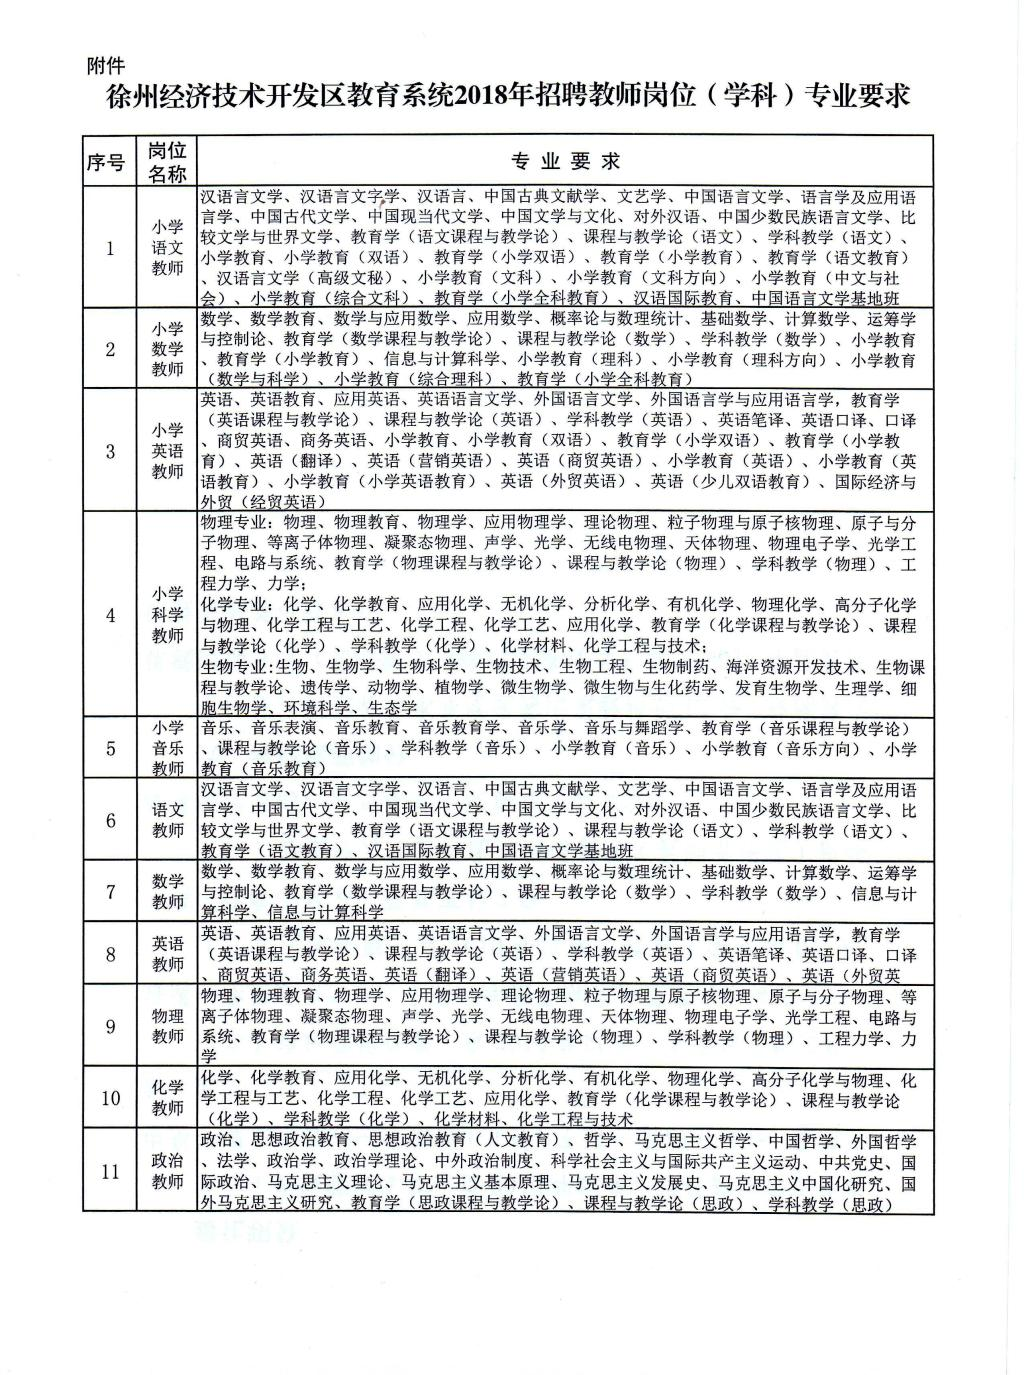 附件
徐州经济技术开发区教育系统2018年招聘教师岗位（学科）专业要求
序号
岗位
名称
专 业 要 求
1
小学
语文
教师
汉语言文学、汉语言文字学、汉语言、中国古典文献学、文艺学、中国语言文学、语言学及应用语
言学、中国古代文学、中国现当代文学、中国文学与文化、对外汉语、中国少数民族语言文学、比
较文学与世界文学、教育学（语文课程与教学论）、课程与教学论（语文）、学科教学（语文）、
小学教育、小学教育（双语）、教育学（小学双语）、教育学（小学教育）、教育学（语文教育）
、汉语言文学（高级文秘）、小学教育（文科）、小学教育（文科方向）、小学教育（中文与社
会）、小学教育（综合文科）、教育学（小学全科教育）、汉语国际教育、中国语言文学基地班
2
小学
数学
教师
数学、数学教育、数学与应用数学、应用数学、概率论与数理统计、基础数学、计算数学、运筹学
与控制论、教育学（数学课程与教学论）、课程与教学论（数学）、学科教学（数学）、小学教育
、教育学（小学教育）、信息与计算科学、小学教育（理科）、小学教育（理科方向）、小学教育
（数学与科学）、小学教育（综合理科）、教育学（小学全科教育）
3
小学
英语
教师
英语、英语教育、应用英语、英语语言文学、外国语言文学、外国语言学与应用语言学，教育学
（英语课程与教学论）、课程与教学论（英语）、学科教学（英语）、英语笔译、英语口译、口译
、商贸英语、商务英语、小学教育、小学教育（双语）、教育学（小学双语）、教育学（小学教
育）、英语（翻译）、英语（营销英语）、英语（商贸英语）、小学教育（英语）、小学教育（英
语教育）、小学教育（小学英语教育）、英语（外贸英语）、英语（少儿双语教育）、国际经济与
外贸（经贸英语）
4
小学
科学
教师
物理专业：物理、物理教育、物理学、应用物理学、理论物理、粒子物理与原子核物理、原子与分
子物理、等离子体物理、凝聚态物理、声学、光学、无线电物理、天体物理、物理电子学、光学工
程、电路与系统、教育学（物理课程与教学论）、课程与教学论（物理）、学科教学（物理）、工
程力学、力学；
化学专业：化学、化学教育、应用化学、无机化学、分析化学、有机化学、物理化学、高分子化学
与物理、化学工程与工艺、化学工程、化学工艺、应用化学、教育学（化学课程与教学论）、课程
与教学论（化学）、学科教学（化学）、化学材料、化学工程与技术；
生物专业:生物、生物学、生物科学、生物技术、生物工程、生物制药、海洋资源开发技术、生物课
程与教学论、遗传学、动物学、植物学、微生物学、微生物与生化药学、发育生物学、生理学、细
胞生物学、环境科学、生态学
5
小学
音乐
教师
音乐、音乐表演、音乐教育、音乐教育学、音乐学、音乐与舞蹈学、教育学（音乐课程与教学论）
、课程与教学论（音乐）、学科教学（音乐）、小学教育（音乐）、小学教育（音乐方向）、小学
教育（音乐教育）
6
语文
教师
汉语言文学、汉语言文字学、汉语言、中国古典文献学、文艺学、中国语言文学、语言学及应用语
言学、中国古代文学、中国现当代文学、中国文学与文化、对外汉语、中国少数民族语言文学、比
较文学与世界文学、教育学（语文课程与教学论）、课程与教学论（语文）、学科教学（语文）、
教育学（语文教育）、汉语国际教育、中国语言文学基地班
7
数学
教师
数学、数学教育、数学与应用数学、应用数学、概率论与数理统计、基础数学、计算数学、运筹学
与控制论、教育学（数学课程与教学论）、课程与教学论（数学）、学科教学（数学）、信息与计
算科学、信息与计算科学
8
英语
教师
英语、英语教育、应用英语、英语语言文学、外国语言文学、外国语言学与应用语言学，教育学
（英语课程与教学论）、课程与教学论（英语）、学科教学（英语）、英语笔译、英语口译、口译
、商贸英语、商务英语、英语（翻译）、英语（营销英语）、英语（商贸英语）、英语（外贸英
9
物理
教师
物理、物理教育、物理学、应用物理学、理论物理、粒子物理与原子核物理、原子与分子物理、等
离子体物理、凝聚态物理、声学、光学、无线电物理、天体物理、物理电子学、光学工程、电路与
系统、教育学（物理课程与教学论）、课程与教学论（物理）、学科教学（物理）、工程力学、力
学
10
化学
教师
化学、化学教育、应用化学、无机化学、分析化学、有机化学、物理化学、高分子化学与物理、化
学工程与工艺、化学工程、化学工艺、应用化学、教育学（化学课程与教学论）、课程与教学论
（化学）、学科教学（化学）、化学材料、化学工程与技术
11
政治
教师
政治、思想政治教育、思想政治教育（人文教育）、哲学、马克思主义哲学、中国哲学、外国哲学
、法学、政治学、政治学理论、中外政治制度、科学社会主义与国际共产主义运动、中共党史、国
际政治、马克思主义理论、马克思主义基本原理、马克思主义发展史、马克思主义中国化研究、国
外马克思主义研究、教育学（思政课程与教学论）、课程与教学论（思政）、学科教学（思政）